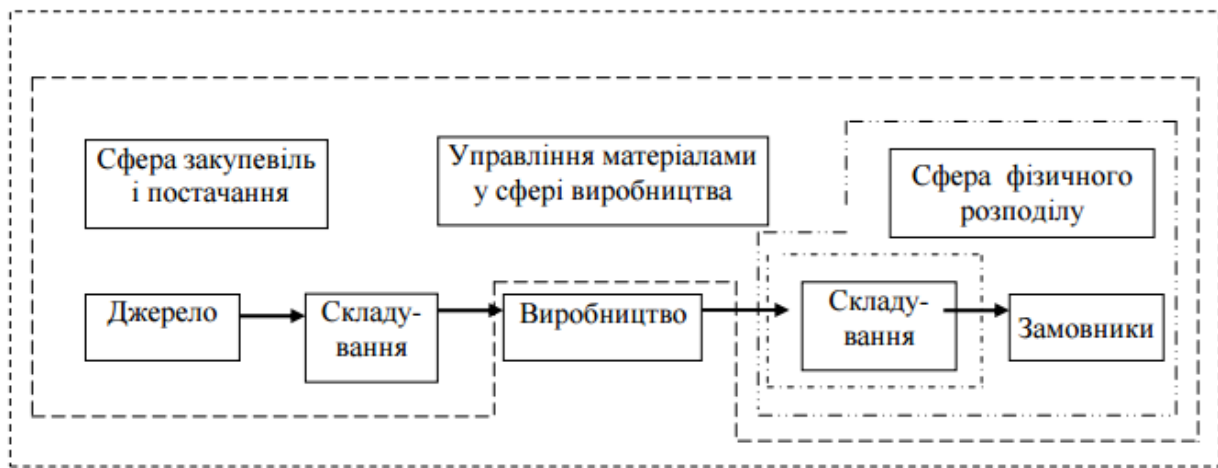 Сфера закупевіль
і постачання
Управління матеріалами
у сфері виробництва
Сфера фізичного
розподілу
Джерело
Складу-
вання
Виробництво
Складу-
вання
Замовники